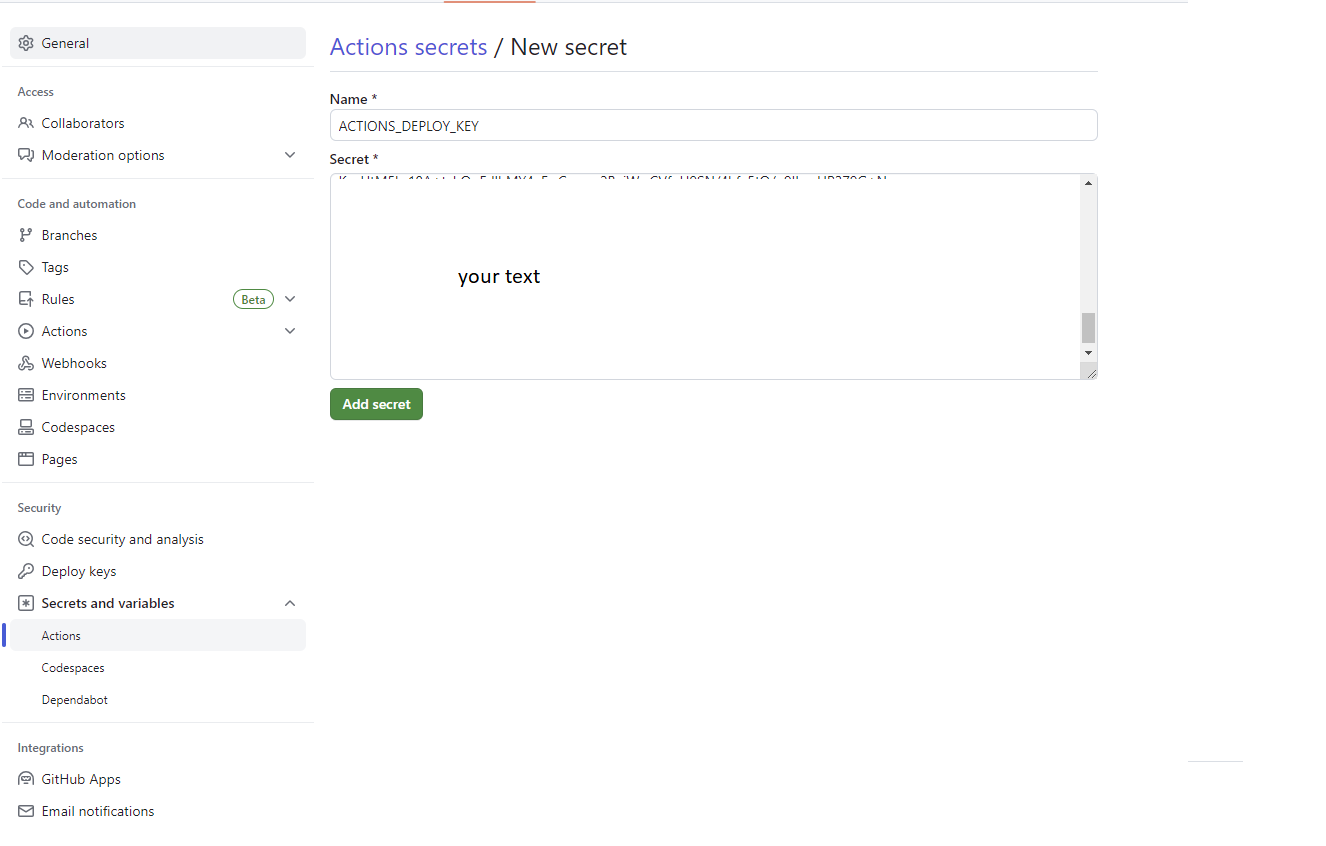 General
Access
Collaborators
Moderation options
Code and automation
Branches
Tags
Rules Beta
Actions
Webhooks
Environments
Codespaces
Pages
Security
Code security and analysis
Deploy keys
Secrets and variables
Actions
Codespaces
Dependabot
Integrations
GitHub Apps
Email notifications
Actions secrets / New secret
Name *
ACTIONS_DEPLOY_KEY
Secret *
your text
Add secret